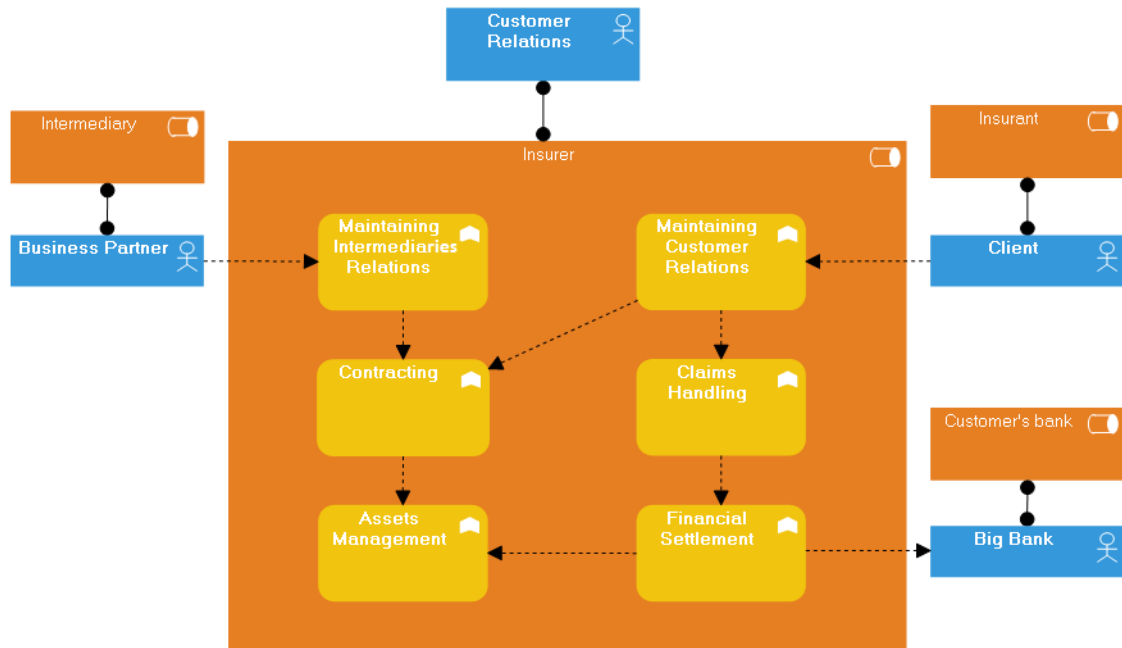 Customer
Relations
Intermediary
Insurant
Insurer
Business Partner
Maintaining
Intermediaries
Relations
Maintaining
Customer
Relations
Client
Contracting
Claims
Handling
Customer's bank
Assets
Management
Financial
Settlement
Big Bank